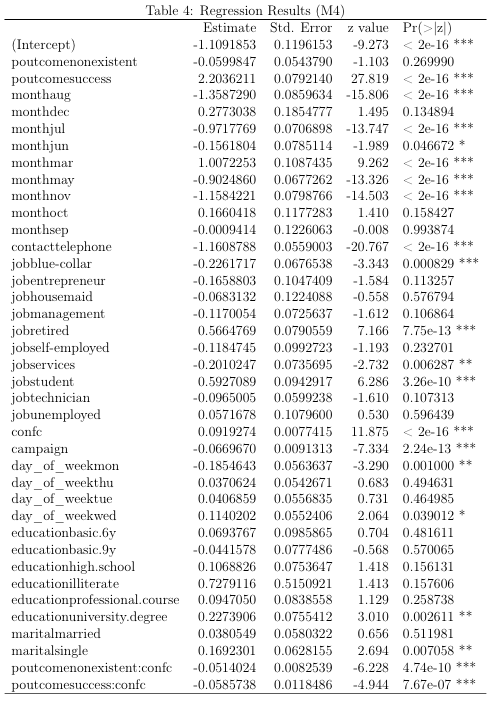 Table 4: Regression Results (M4)
Estimate Std. Error z value Pr(>|z|)
(Intercept) -1.1091853 0.1196153 -9.273 < 2e-16 ***
poutcomenonexistent -0.0599847 0.0543790 -1.103 0.269990
poutcomesuccess 2.2036211 0.0792140 27.819 < 2e-16 ***
monthaug -1.3587290 0.0859634 -15.806 < 2e-16 ***
monthdec 0.2773038 0.1854777 1.495 0.134894
monthjul -0.9717769 0.0706898 -13.747 < 2e-16 ***
monthjun -0.1561804 0.0785114 -1.989 0.046672 *
monthmar 1.0072253 0.1087435 9.262 < 2e-16 ***
monthmay -0.9024860 0.0677262 -13.326 < 2e-16 ***
monthnov -1.1584221 0.0798766 -14.503 < 2e-16 ***
monthoct 0.1660418 0.1177283 1.410 0.158427
monthsep -0.0009414 0.1226063 -0.008 0.993874
contacttelephone -1.1608788 0.0559003 -20.767 < 2e-16 ***
jobblue-collar -0.2261717 0.0676538 -3.343 0.000829 ***
jobentrepreneur -0.1658803 0.1047409 -1.584 0.113257
jobhousemaid -0.0683132 0.1224088 -0.558 0.576794
jobmanagement -0.1170054 0.0725637 -1.612 0.106864
jobretired 0.5664769 0.0790559 7.166 7.75e-13 ***
jobself-employed -0.1184745 0.0992723 -1.193 0.232701
jobservices -0.2010247 0.0735695 -2.732 0.006287 **
jobstudent 0.5927089 0.0942917 6.286 3.26e-10 ***
jobtechnician -0.0965005 0.0599238 -1.610 0.107313
jobunemployed 0.0571678 0.1079600 0.530 0.596439
confc 0.0919274 0.0077415 11.875 < 2e-16 ***
campaign -0.0669670 0.0091313 -7.334 2.24e-13 ***
day_of_weekmon -0.1854643 0.0563637 -3.290 0.001000 **
day_of_weekthu 0.0370624 0.0542671 0.683 0.494631
day_of_weektue 0.0406859 0.0556835 0.731 0.464985
day_of_weekwed 0.1140202 0.0552406 2.064 0.039012 *
educationbasic.6y 0.0693767 0.0985865 0.704 0.481611
educationbasic.9y -0.0441578 0.0777486 -0.568 0.570065
educationhigh.school 0.1068826 0.0753647 1.418 0.156131
educationilliterate 0.7279116 0.5150921 1.413 0.157606
educationprofessional.course 0.0947050 0.0838558 1.129 0.258738
educationuniversity.degree 0.2273906 0.0755412 3.010 0.002611 **
maritalmarried 0.0380549 0.0580322 0.656 0.511981
maritalsingle 0.1692301 0.0628155 2.694 0.007058 **
poutcomenonexistent:confc -0.0514024 0.0082539 -6.228 4.74e-10 ***
poutcomesuccess:confc -0.0585738 0.0118486 -4.944 7.67e-07 ***